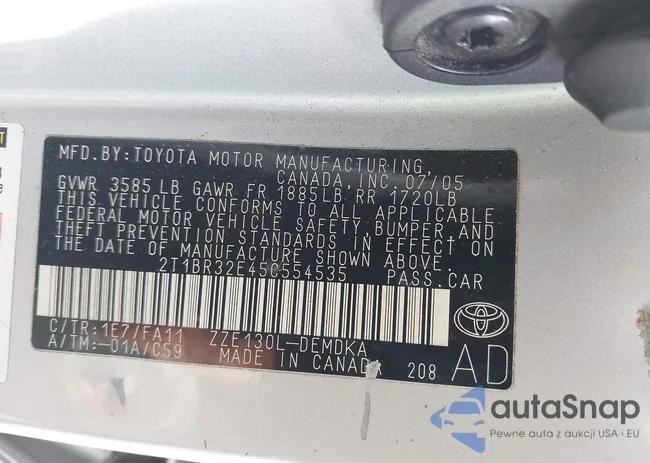 MFD.BY:TOYOTA MOTOR MANUFACTURING,
CANADA, INC. 07/05
GVWR 3585 LB GAWR FR 1885LB RR 1720LB
THIS VEHICLE CONFORMS TO ALL APPLICABLE
FEDERAL MOTOR VEHICLE SAFETY, BUMPER, AND
THEFT PREVENTION STANDARDS IN EFFECT ON
THE DATE OF MANUFACTURE SHOWN ABOVE.
2T1BR32E45C554535 PASS.CAR
C/TR:1E7/FA11 ZZE130L-DEMDKA
A/TM:-01A/C59 MADE IN CANADA 208
AD
autaSnap
Pewne auta z aukcji USA i EU